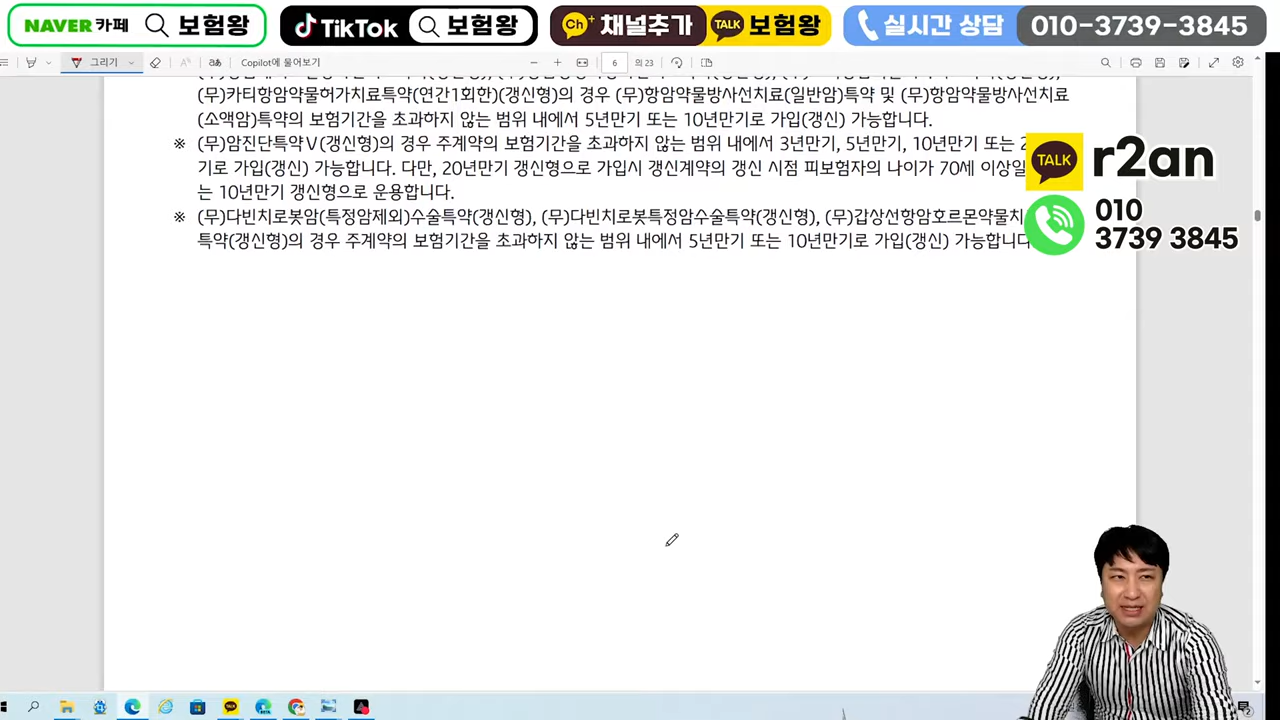 NAVER 카페 보험왕
TikTok 보험왕
Ch+ 채널추가 TALK 보험왕
실시간 상담 010-3739-3845
그리기 Copilot에 물어보기 6 의 23
(무)카티항암약물허가치료특약(연간1회한)(갱신형)의 경우 (무)항암약물방사선치료(일반암)특약 및 (무)항암약물방사선치료
(소액암)특약의 보험기간을 초과하지 않는 범위 내에서 5년만기 또는 10년만기로 가입(갱신) 가능합니다.
※ (무)암진단특약Ⅴ(갱신형)의 경우 주계약의 보험기간을 초과하지 않는 범위 내에서 3년만기, 5년만기, 10년만기 또는 2
기로 가입(갱신) 가능합니다. 다만, 20년만기 갱신형으로 가입시 갱신계약의 갱신 시점 피보험자의 나이가 70세 이상일
는 10년만기 갱신형으로 운용합니다.
※ (무)다빈치로봇암(특정암제외)수술특약(갱신형), (무)다빈치로봇특정암수술특약(갱신형), (무)갑상선항암호르몬약물치
특약(갱신형)의 경우 주계약의 보험기간을 초과하지 않는 범위 내에서 5년만기 또는 10년만기로 가입(갱신) 가능합니다
TALK r2an
010
3739 3845